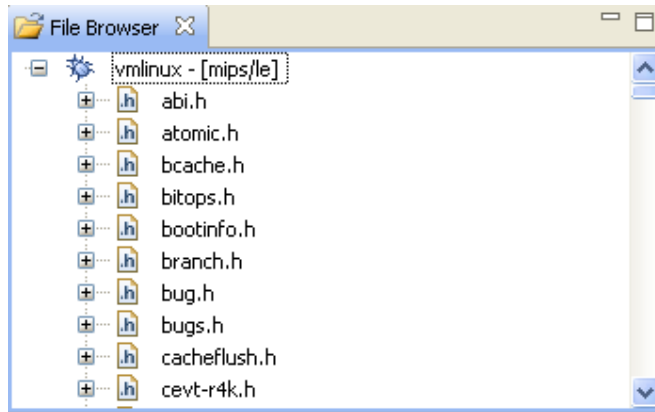 File Browser
vmlinux - [mips/le]
.h abi.h
.h atomic.h
.h bcache.h
.h bitops.h
.h bootinfo.h
.h branch.h
.h bug.h
.h bugs.h
.h cacheflush.h
.h cevt-r4k.h